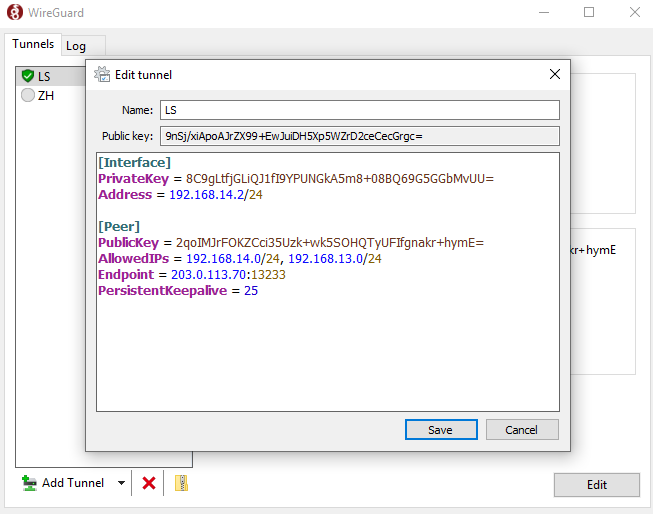 WireGuard
Tunnels
Log
LS
ZH
Edit tunnel
Name:
LS
Public key:
9nSj/xiApoAJrZX99+EwJuiDH5Xp5WZrD2ceCecGrgc=
[Interface]
PrivateKey = 8C9gLtfjGLiQJ1fI9YPUNGkA5m8+08BQ69G5GGbMvUU=
Address = 192.168.14.2/24
[Peer]
PublicKey = 2qoIMJrFOKZCci35Uzk+wk5SOHQTyUFIfgnakr+hymE=
AllowedIPs = 192.168.14.0/24, 192.168.13.0/24
Endpoint = 203.0.113.70:13233
PersistentKeepalive = 25
kr+hymE
Save
Cancel
Add Tunnel
Edit